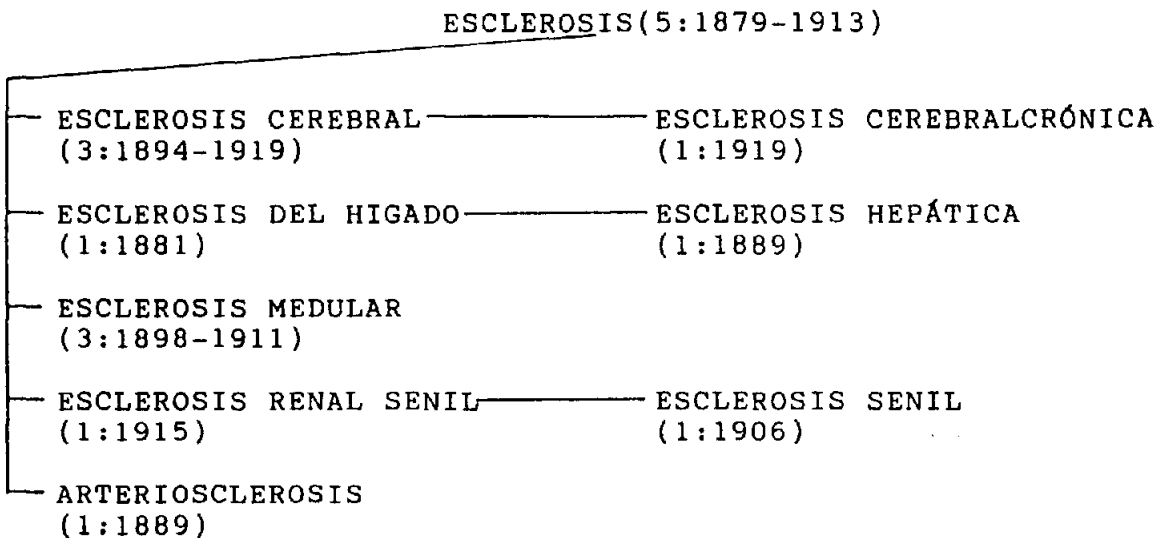 ESCLEROSIS(5:1879-1913)
ESCLEROSIS CEREBRAL ESCLEROSIS CEREBRALCRÓNICA
(3:1894-1919) (1:1919)
ESCLEROSIS DEL HIGADO ESCLEROSIS HEPÁTICA
(1:1881) (1:1889)
ESCLEROSIS MEDULAR
(3:1898-1911)
ESCLEROSIS RENAL SENIL ESCLEROSIS SENIL
(1:1915) (1:1906)
ARTERIOSCLEROSIS
(1:1889)